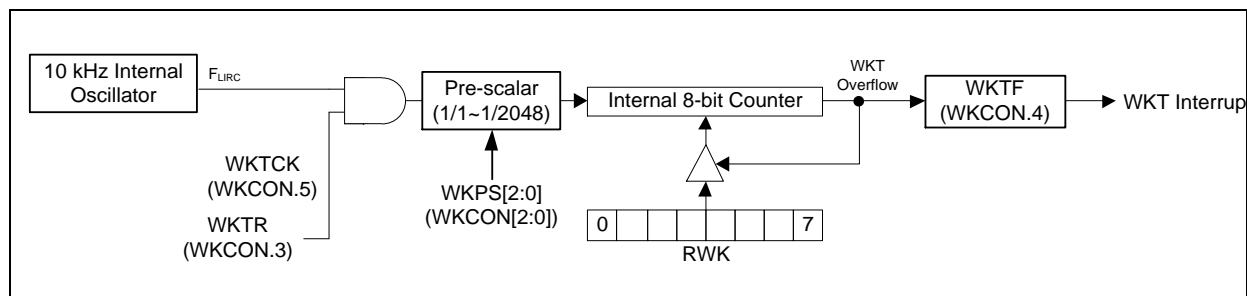 10 kHz Internal
Oscillator
FLIRC
WKTCK
(WKCON.5)
WKTR
(WKCON.3)
Pre-scalar
(1/1~1/2048)
WKPS[2:0]
(WKCON[2:0])
Internal 8-bit Counter
0
7
RWK
WKT
Overflow
WKTF
(WKCON.4)
WKT Interrup